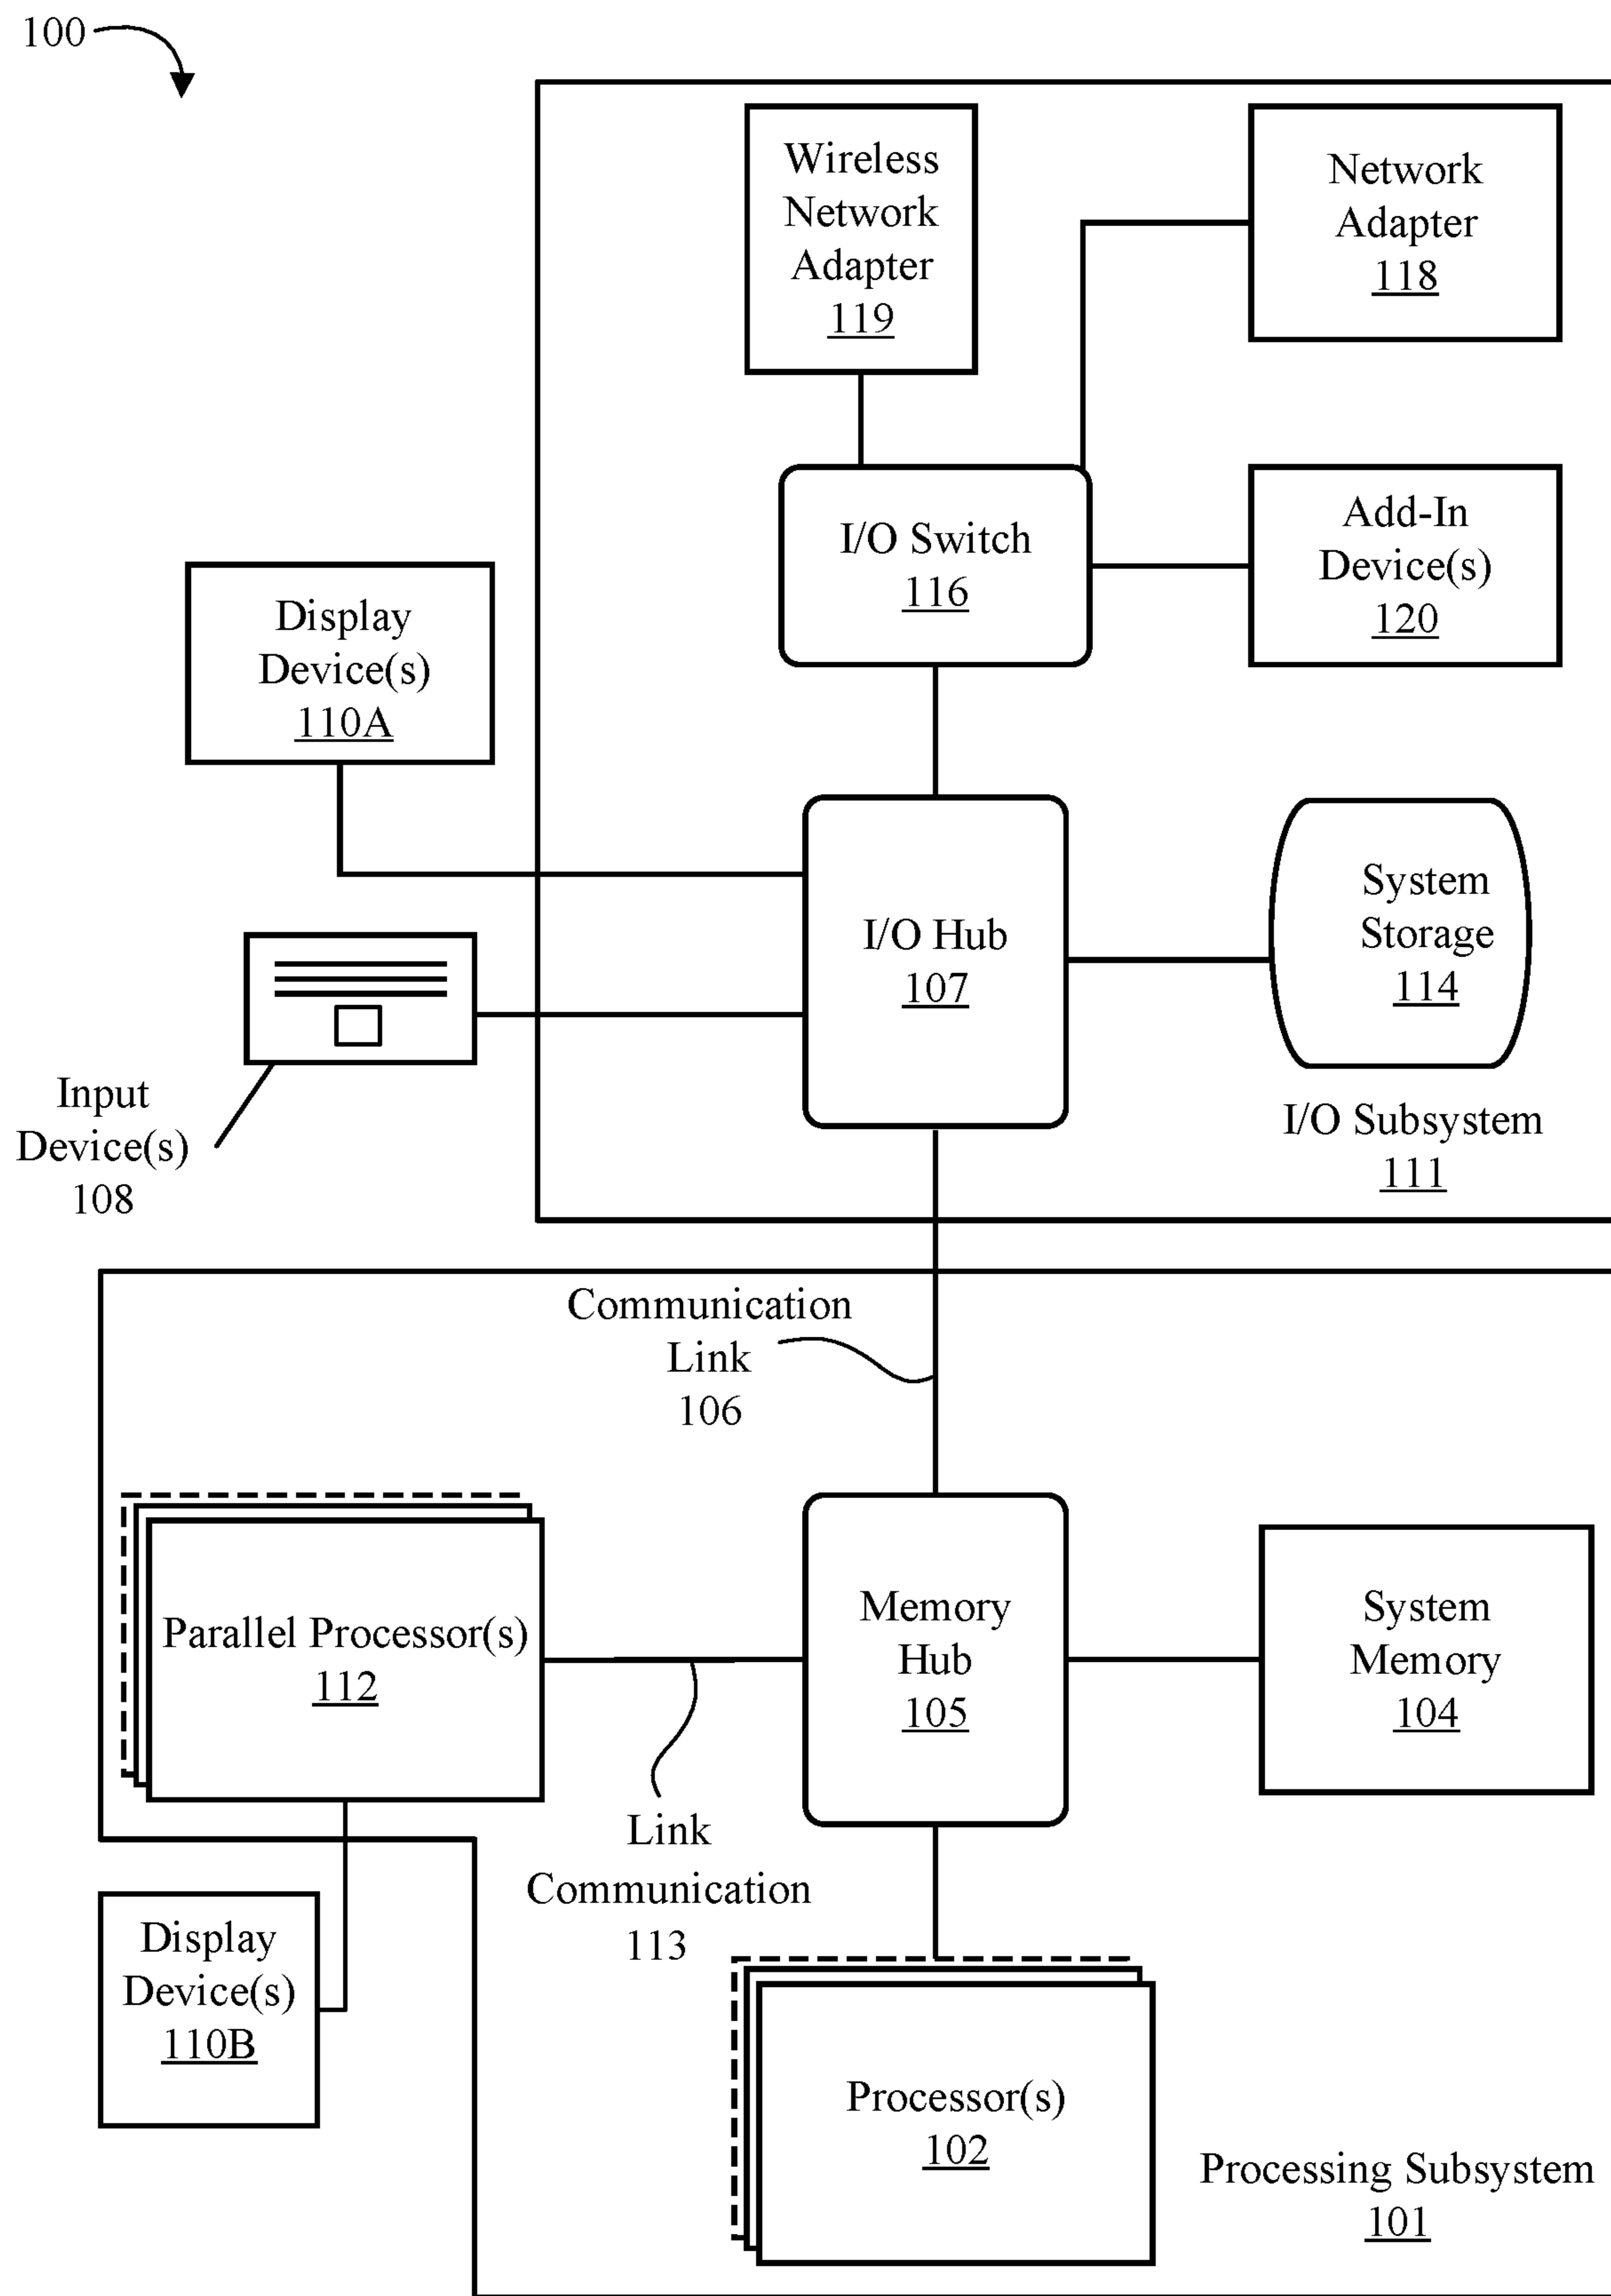 100
Wireless
Network
Adapter
119
Network
Adapter
118
I/O Switch
116
Add-In
Device(s)
120
Display
Device(s)
110A
I/O Hub
107
System
Storage
114
Input
Device(s)
108
I/O Subsystem
111
Communication
Link
106
Parallel Processor(s)
112
Memory
Hub
105
System
Memory
104
Link
Communication
113
Display
Device(s)
110B
Processor(s)
102
Processing Subsystem
101